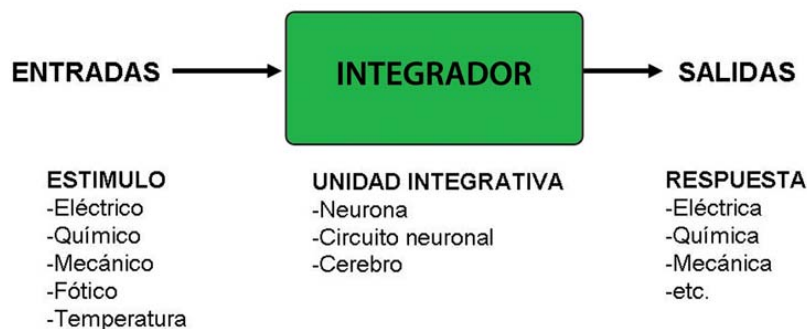 ENTRADAS
INTEGRADOR
SALIDAS
ESTIMULO
-Eléctrico
-Químico
-Mecánico
-Fótico
-Temperatura
UNIDAD INTEGRATIVA
-Neurona
-Circuito neuronal
-Cerebro
RESPUESTA
-Eléctrica
-Química
-Mecánica
-etc.